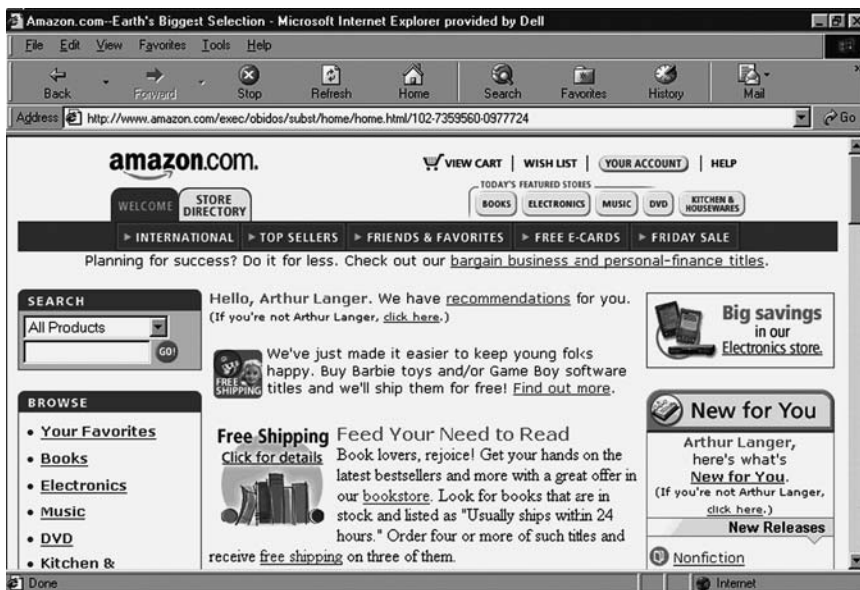 Amazon.com--Earth's Biggest Selection - Microsoft Internet Explorer provided by Dell
File Edit View Favorites Tools Help
Back Forward Stop Refresh Home Search Favorites History Mail
Address http://www.amazon.com/exec/obidos/subst/home/home.html/102-7359560-0977724 Go
amazon.com.
VIEW CART | WISH LIST | YOUR ACCOUNT | HELP
WELCOME
STORE
DIRECTORY
TODAY'S FEATURED STORES
BOOKS ELECTRONICS MUSIC DVD KITCHEN &
HOUSEWARES
INTERNATIONAL TOP SELLERS FRIENDS & FAVORITES FREE E-CARDS FRIDAY SALE
Planning for success? Do it for less. Check out our bargain business and personal-finance titles.
SEARCH
All Products
GO!
BROWSE
• Your Favorites
• Books
• Electronics
• Music
• DVD
• Kitchen &
Hello, Arthur Langer. We have recommendations for you.
(If you're not Arthur Langer, click here.)
FREE
SHIPPING
We've just made it easier to keep young folks
happy. Buy Barbie toys and/or Game Boy software
titles and we'll ship them for free! Find out more.
Free Shipping
Click for details
Feed Your Need to Read
Book lovers, rejoice! Get your hands on the
latest bestsellers and more with a great offer in
our bookstore. Look for books that are in
stock and listed as "Usually ships within 24
hours." Order four or more of such titles and
receive free shipping on three of them.
Big savings
in our
Electronics store.
New for You
Arthur Langer,
here's what's
New for You.
(If you're not Arthur Langer,
click here.)
New Releases
Nonfiction
Done Internet